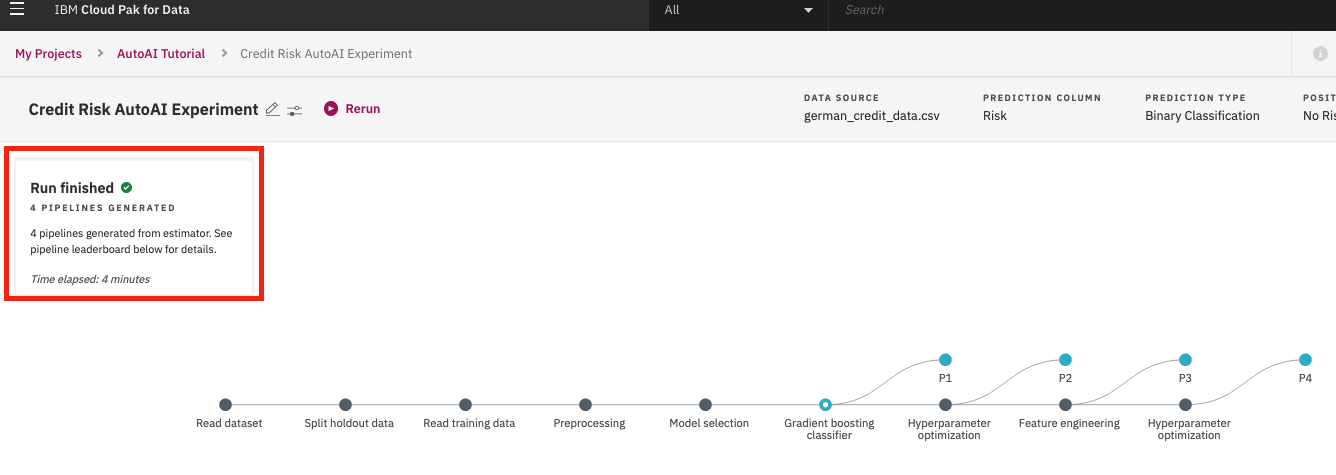 IBM Cloud Pak for Data
All
Search
My Projects > AutoAI Tutorial > Credit Risk AutoAI Experiment
Credit Risk AutoAI Experiment
Rerun
DATA SOURCE
german_credit_data.csv
PREDICTION COLUMN
Risk
PREDICTION TYPE
Binary Classification
POSIT
No Ris
Run finished
4 PIPELINES GENERATED
4 pipelines generated from estimator. See
pipeline leaderboard below for details.
Time elapsed: 4 minutes
P1
P2
P3
P4
Read dataset
Split holdout data
Read training data
Preprocessing
Model selection
Gradient boosting
classifier
Hyperparameter
optimization
Feature engineering
Hyperparameter
optimization